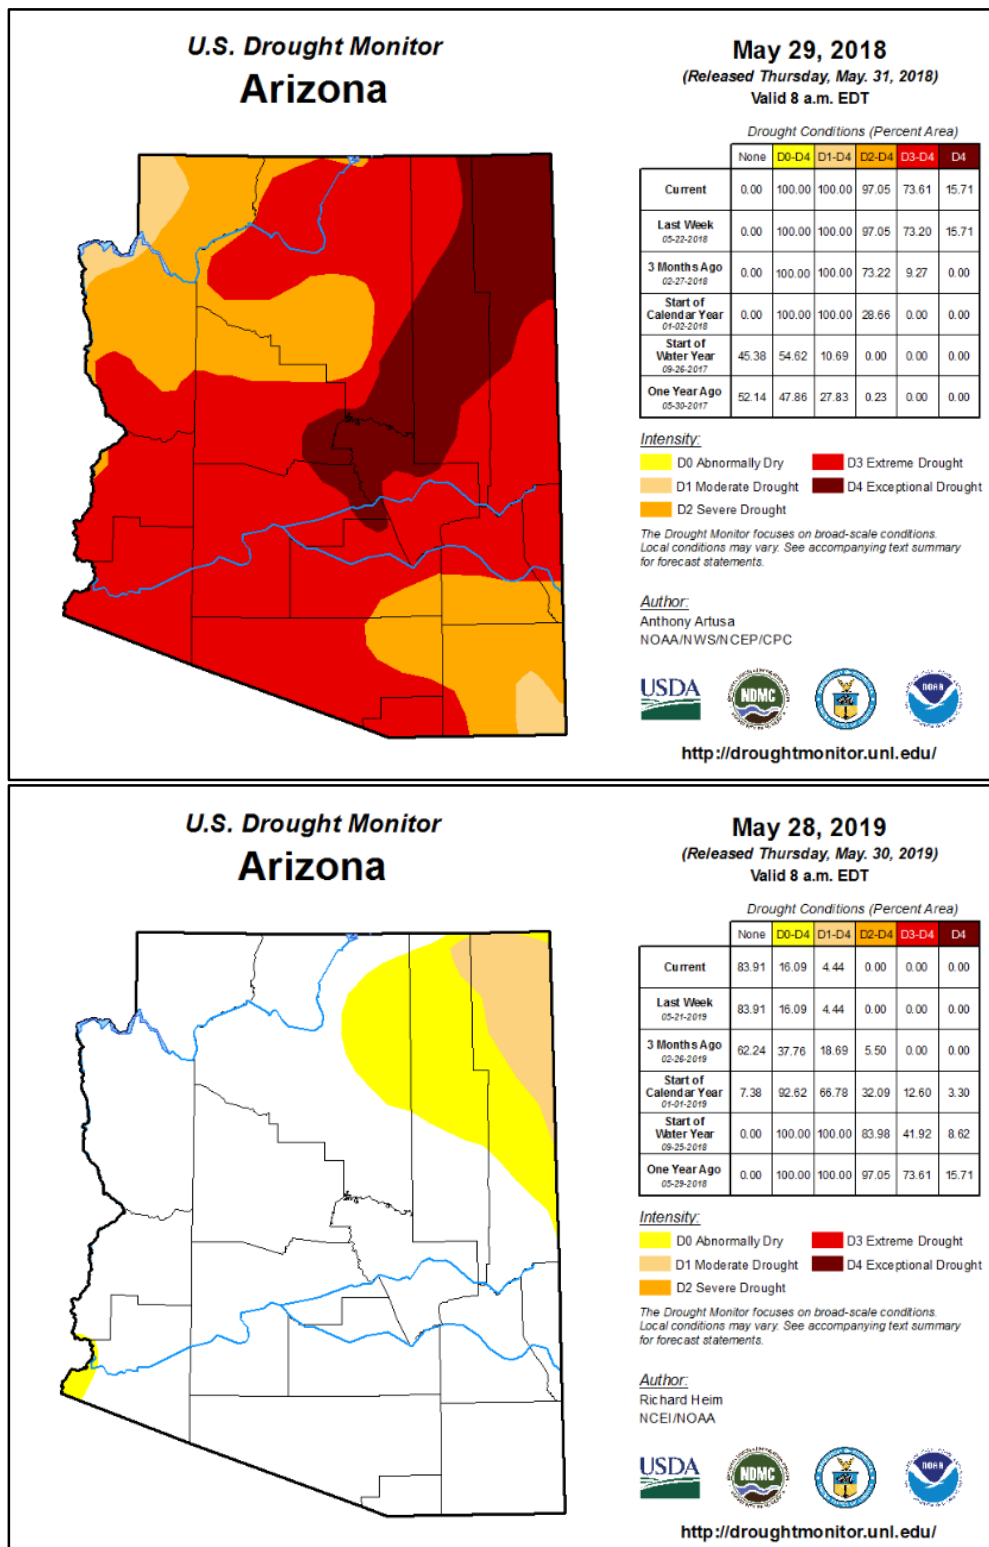 U.S. Drought Monitor
Arizona
May 29, 2018
(Released Thursday, May. 31, 2018)
Valid 8 a.m. EDT
Drought Conditions (Percent Area)
None D0-D4 D1-D4 D2-D4 D3-D4 D4
Current 0.00 100.00 100.00 97.05 73.61 15.71
Last Week
05-22-2018 0.00 100.00 100.00 97.05 73.20 15.71
3 Months Ago
02-27-2018 0.00 100.00 100.00 73.22 9.27 0.00
Start of
Calendar Year
01-02-2018 0.00 100.00 100.00 28.66 0.00 0.00
Start of
Water Year
09-26-2017 45.38 54.62 10.69 0.00 0.00 0.00
One Year Ago
05-30-2017 52.14 47.86 27.83 0.23 0.00 0.00
Intensity:
D0 Abnormally Dry
D3 Extreme Drought
D1 Moderate Drought
D4 Exceptional Drought
D2 Severe Drought
The Drought Monitor focuses on broad-scale conditions.
Local conditions may vary. See accompanying text summary
for forecast statements.
Author:
Anthony Artusa
NOAA/NWS/NCEP/CPC
USDA
NDMC
NOAA
http://droughtmonitor.unl.edu/
U.S. Drought Monitor
Arizona
May 28, 2019
(Released Thursday, May. 30, 2019)
Valid 8 a.m. EDT
Drought Conditions (Percent Area)
None D0-D4 D1-D4 D2-D4 D3-D4 D4
Current 83.91 16.09 4.44 0.00 0.00 0.00
Last Week
05-21-2019 83.91 16.09 4.44 0.00 0.00 0.00
3 Months Ago
02-26-2019 62.24 37.76 18.69 5.50 0.00 0.00
Start of
Calendar Year
01-01-2019 7.38 92.62 66.78 32.09 12.60 3.30
Start of
Water Year
09-25-2018 0.00 100.00 100.00 83.98 41.92 8.62
One Year Ago
05-29-2018 0.00 100.00 100.00 97.05 73.61 15.71
Intensity:
D0 Abnormally Dry
D3 Extreme Drought
D1 Moderate Drought
D4 Exceptional Drought
D2 Severe Drought
The Drought Monitor focuses on broad-scale conditions.
Local conditions may vary. See accompanying text summary
for forecast statements.
Author:
Richard Heim
NCEI/NOAA
USDA
NDMC
NOAA
http://droughtmonitor.unl.edu/